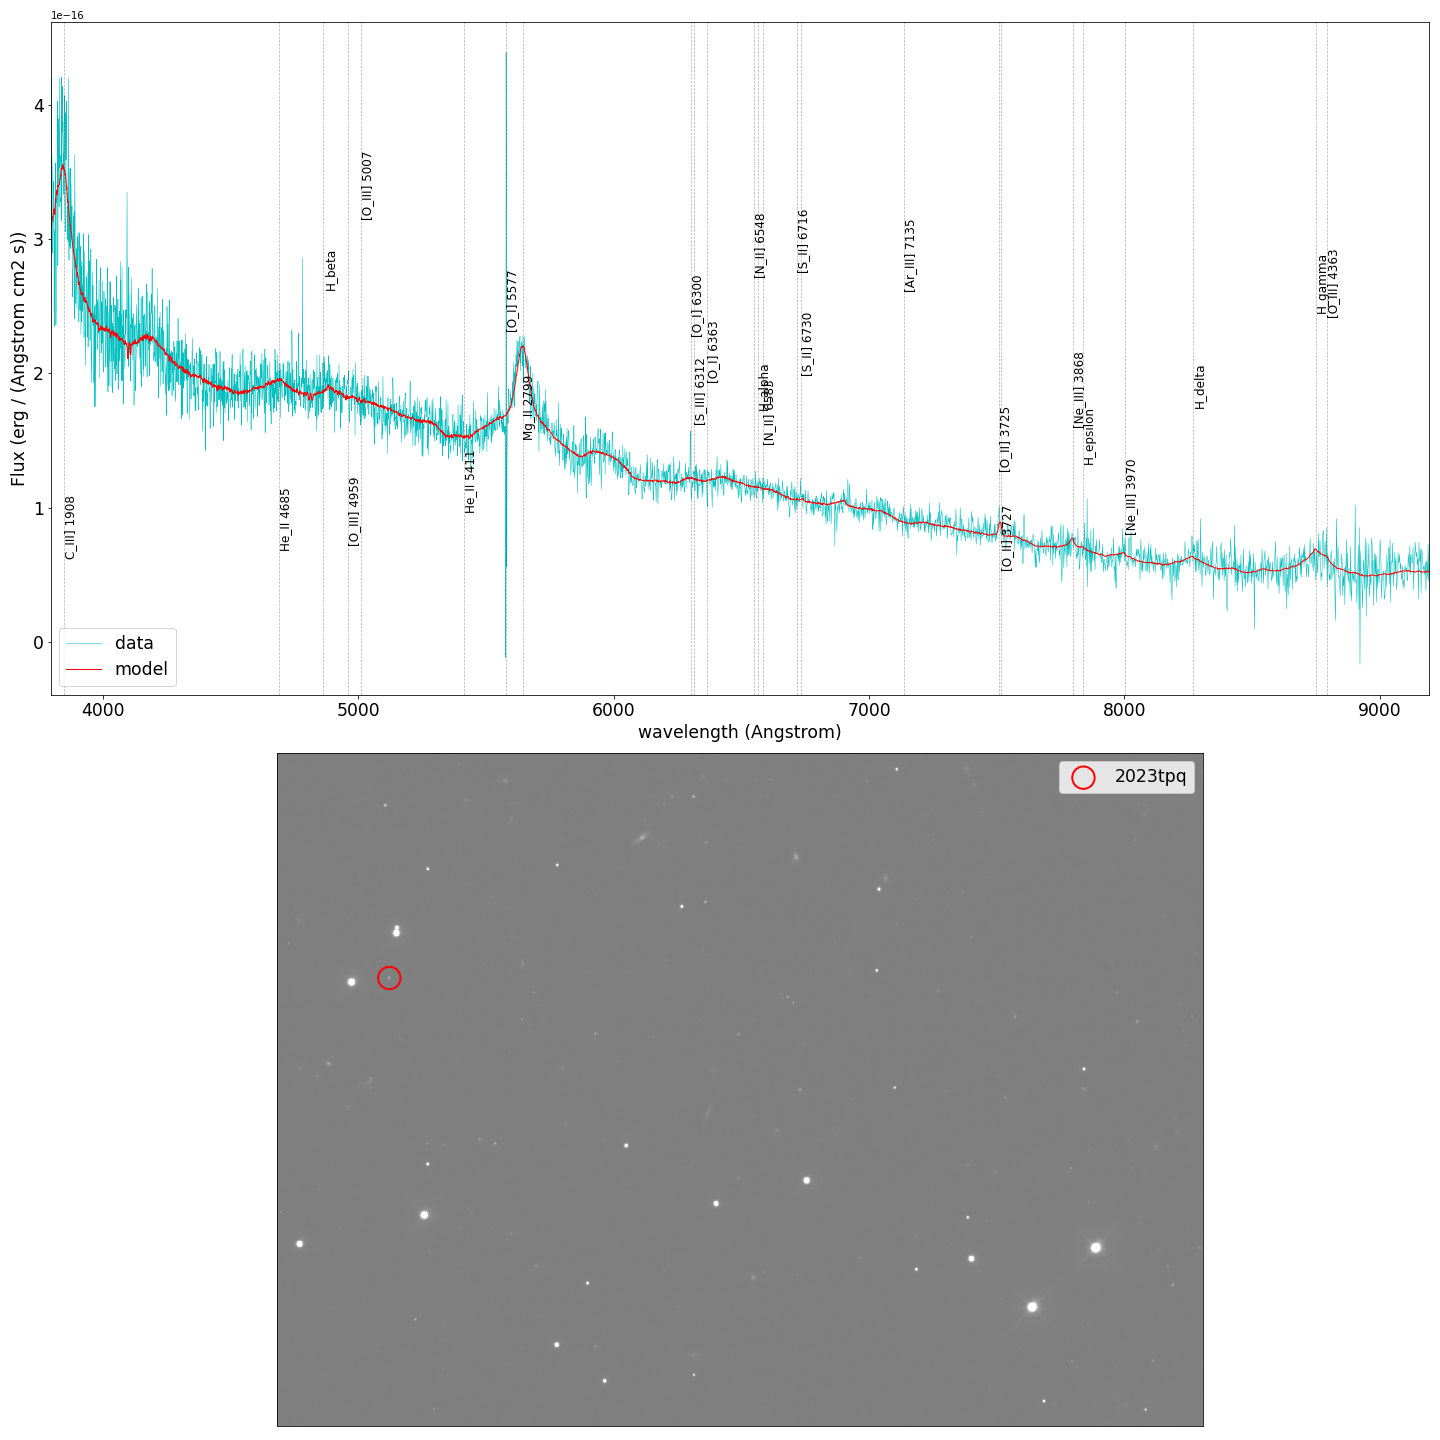 1e−16
Flux (erg / (Angstrom cm2 s))
4
3
2
1
0
C_III] 1908
He_II 4685
H_beta
[O_III] 4959
[O_III] 5007
He_II 5411
[O_I] 5577
Mg_II 2799
[O_I] 6300
[S_III] 6312
[O_I] 6363
[N_II] 6548
H_alpha
[N_II] 6583
[S_II] 6716
[S_II] 6730
[Ar_III] 7135
[O_II] 3725
[O_II] 3727
[Ne_III] 3868
H_epsilon
[Ne_III] 3970
H_delta
H_gamma
[O_III] 4363
data
model
4000 5000 6000 7000 8000 9000
wavelength (Angstrom)
2023tpq